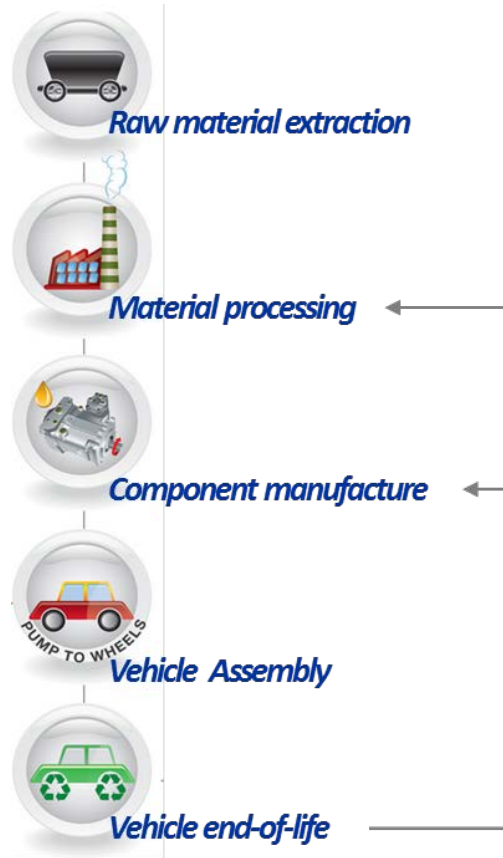 Raw material extraction
Material processing
Component manufacture
PUMP TO WHEELS
Vehicle Assembly
Vehicle end-of-life